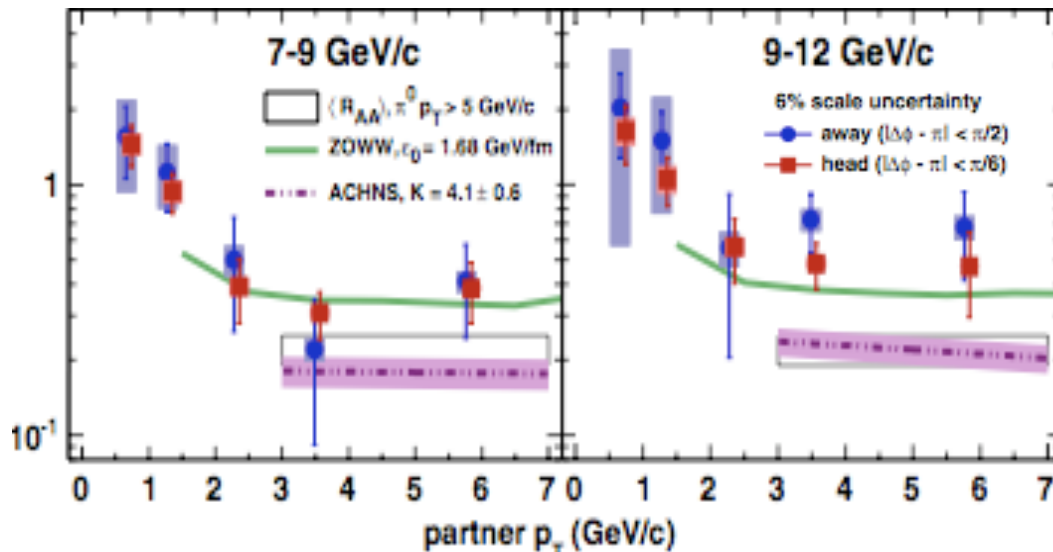 7-9 GeV/c
⟨R_AA⟩, π⁰ p_T > 5 GeV/c
ZOWW, ε₀ = 1.68 GeV/fm
ACHNS, K = 4.1 ± 0.6
9-12 GeV/c
6% scale uncertainty
away (|Δφ - π| < π/2)
head (|Δφ - π| < π/6)
1
10⁻¹
0 1 2 3 4 5 6 7 0 1 2 3 4 5 6 7
partner p_T (GeV/c)